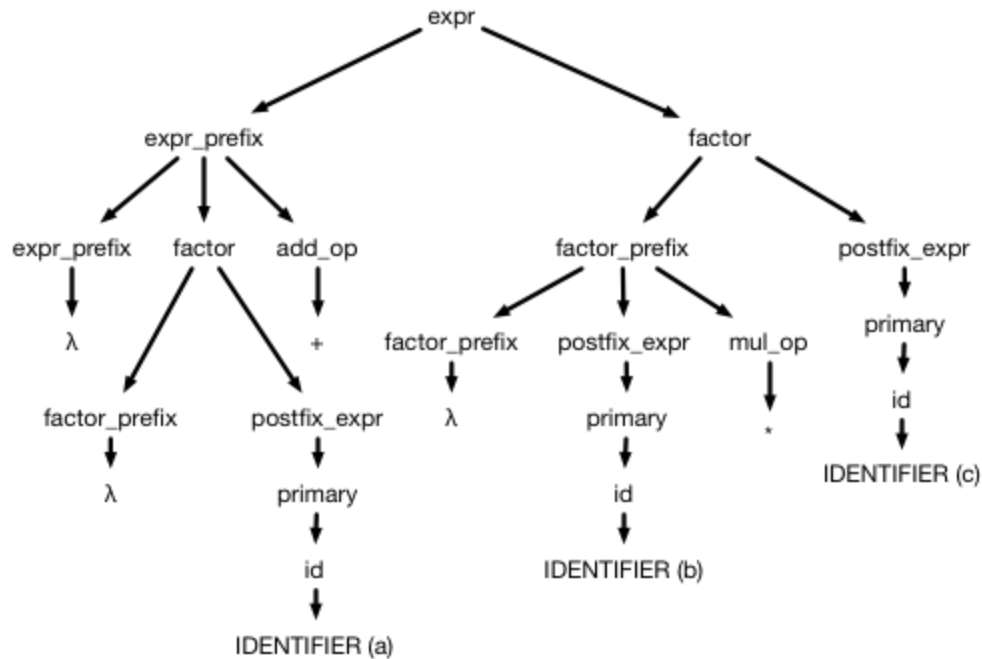 expr
expr_prefix factor
expr_prefix factor add_op factor_prefix postfix_expr
primary
λ + factor_prefix postfix_expr mul_op
id
factor_prefix postfix_expr λ primary *
IDENTIFIER (c)
λ primary id
id IDENTIFIER (b)
IDENTIFIER (a)